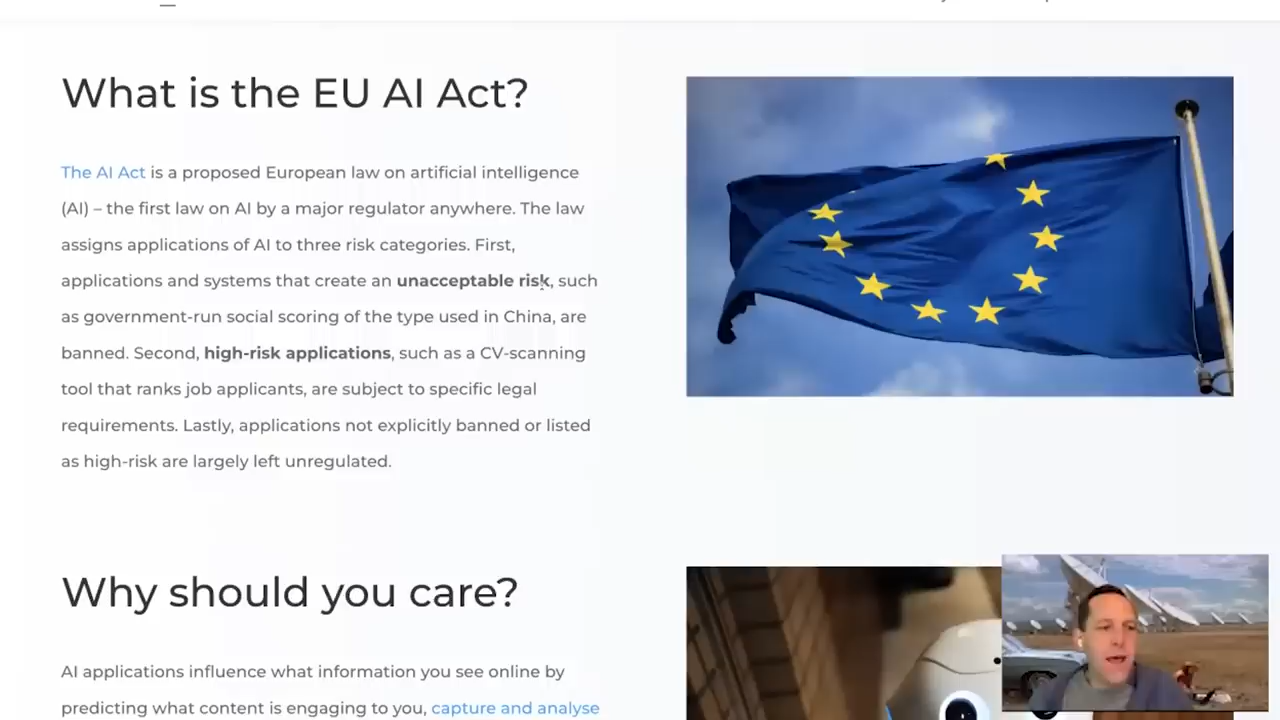 What is the EU AI Act?
The AI Act is a proposed European law on artificial intelligence
(AI) – the first law on AI by a major regulator anywhere. The law
assigns applications of AI to three risk categories. First,
applications and systems that create an unacceptable risk, such
as government-run social scoring of the type used in China, are
banned. Second, high-risk applications, such as a CV-scanning
tool that ranks job applicants, are subject to specific legal
requirements. Lastly, applications not explicitly banned or listed
as high-risk are largely left unregulated.
Why should you care?
AI applications influence what information you see online by
predicting what content is engaging to you, capture and analyse